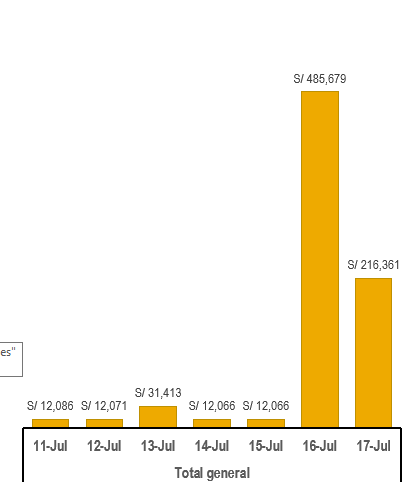 S/ 485,679
S/ 216,361
es"
S/ 12,086 S/ 12,071 S/ 31,413 S/ 12,066 S/ 12,066
11-Jul 12-Jul 13-Jul 14-Jul 15-Jul 16-Jul 17-Jul
Total general